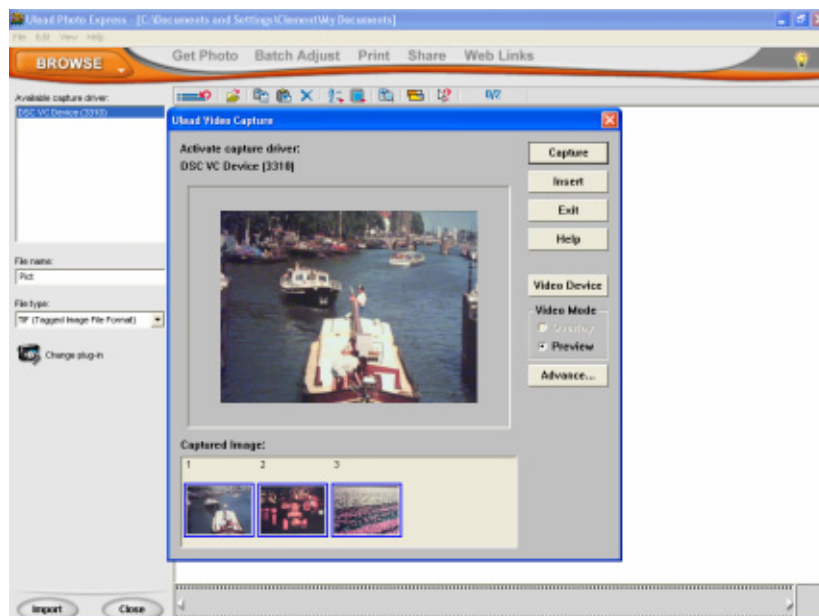 Ulead Photo Express - [C:\Documents and Settings\Clement\My Documents]
File Edit View Help
BROWSE
Get Photo Batch Adjust Print Share Web Links
Available capture driver:
DSC VC Device (3310)
0/2
File name:
Pict
File type:
TIF (Tagged Image File Format)
Change plug-in
Import
Close
Ulead Video Capture
Activate capture driver:
DSC VC Device (3310)
Capture
Insert
Exit
Help
Video Device
Video Mode
Overlay
Preview
Advance...
Captured Image:
1 2 3